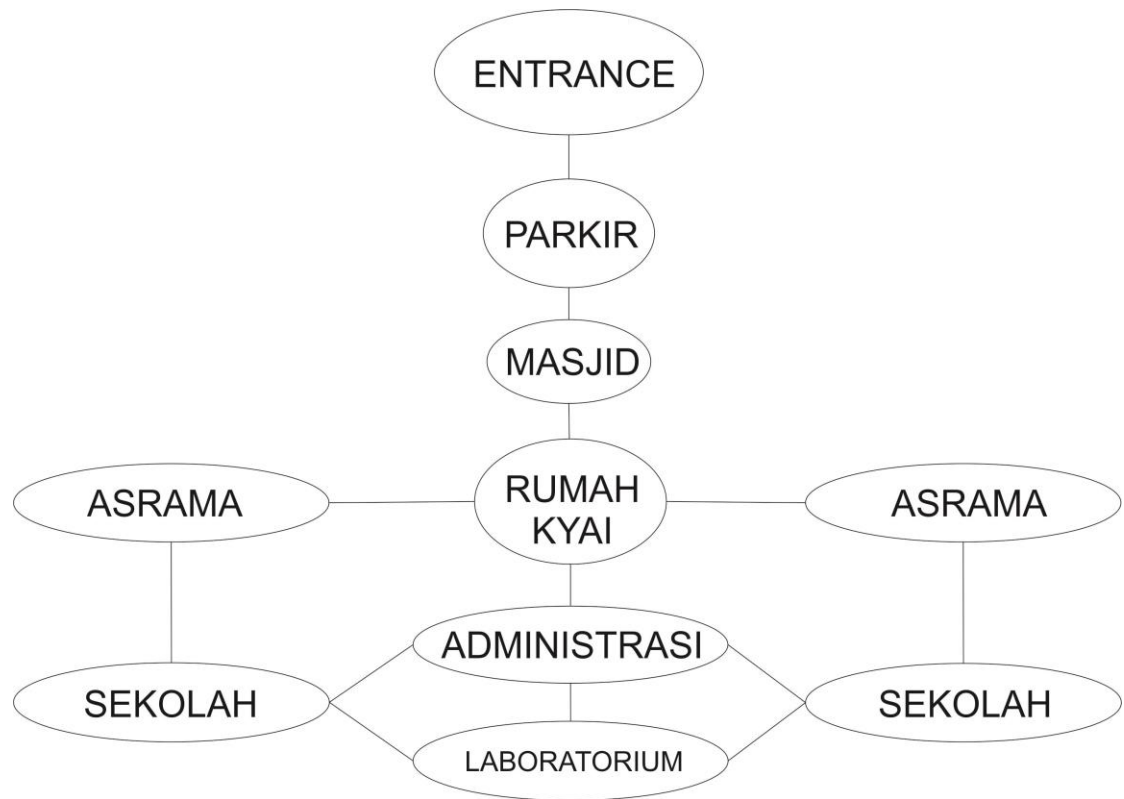 ENTRANCE
PARKIR
MASJID
ASRAMA
RUMAH
KYAI
ASRAMA
ADMINISTRASI
SEKOLAH
SEKOLAH
LABORATORIUM